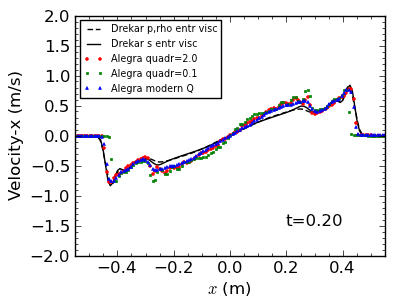 2.0
1.5
1.0
0.5
0.0
−0.5
−1.0
−1.5
−2.0
Velocity-x (m/s)
Drekar p,rho entr visc
Drekar s entr visc
Alegra quadr=2.0
Alegra quadr=0.1
Alegra modern Q
t=0.20
−0.4 −0.2 0.0 0.2 0.4
x (m)